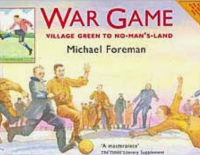 WAR GAME
VILLAGE GREEN TO NO-MAN'S-LAND
Michael Foreman
'A masterpiece'
The Times Literary Supplement